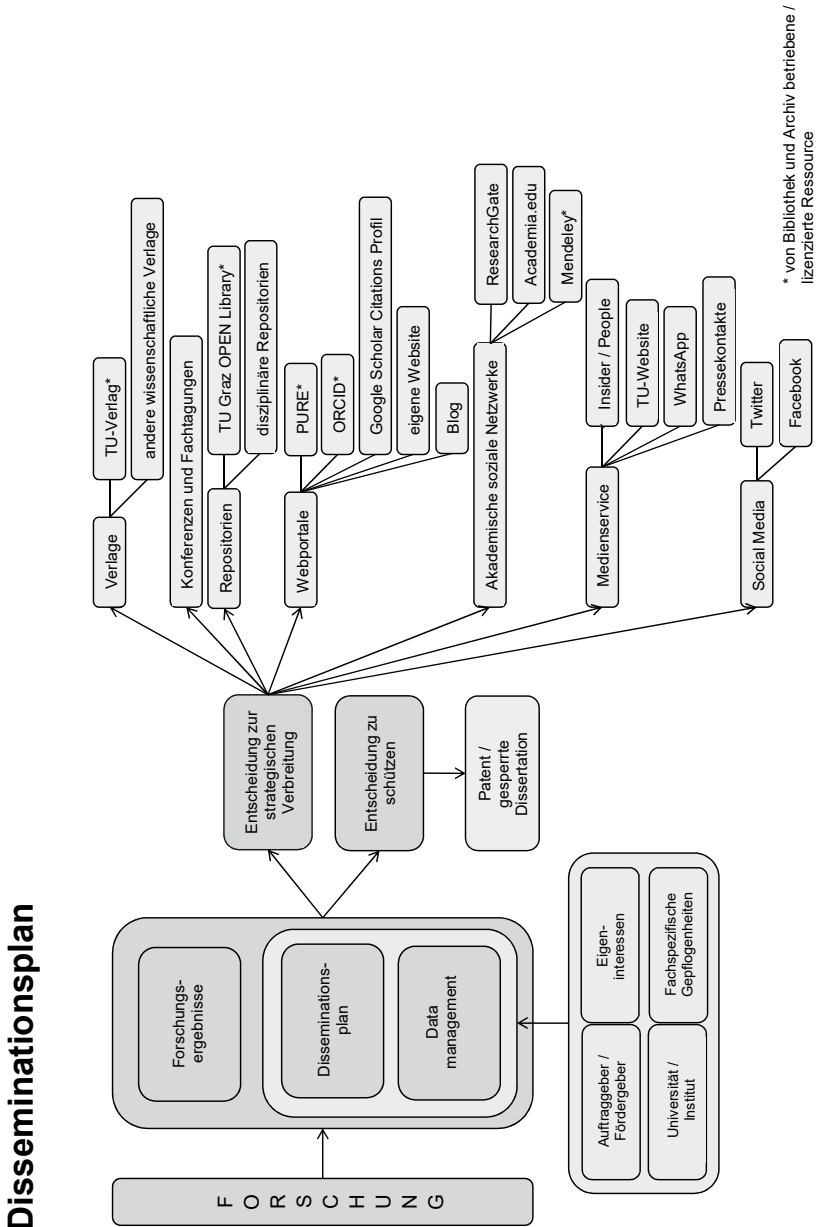 Disseminationsplan
FORSCHUNG
Forschungs-
ergebnisse
Disseminations-
plan
Data
management
Auftraggeber /
Fördergeber
Eigen-
interessen
Universität /
Institut
Fachspezifische
Gepflogenheiten
Entscheidung zur
strategischen
Verbreitung
Entscheidung zu
schützen
Patent /
gesperrte
Dissertation
Verlage
TU-Verlag*
andere wissenschaftliche Verlage
Konferenzen und Fachtagungen
Repositorien
TU Graz OPEN Library*
disziplinäre Repositorien
Webportale
PURE*
ORCID*
Google Scholar Citations Profil
eigene Website
Blog
Akademische soziale Netzwerke
ResearchGate
Academia.edu
Mendeley*
Medienservice
Insider / People
TU-Website
WhatsApp
Pressekontakte
Social Media
Twitter
Facebook
* von Bibliothek und Archiv betriebene /
lizenzierte Ressource